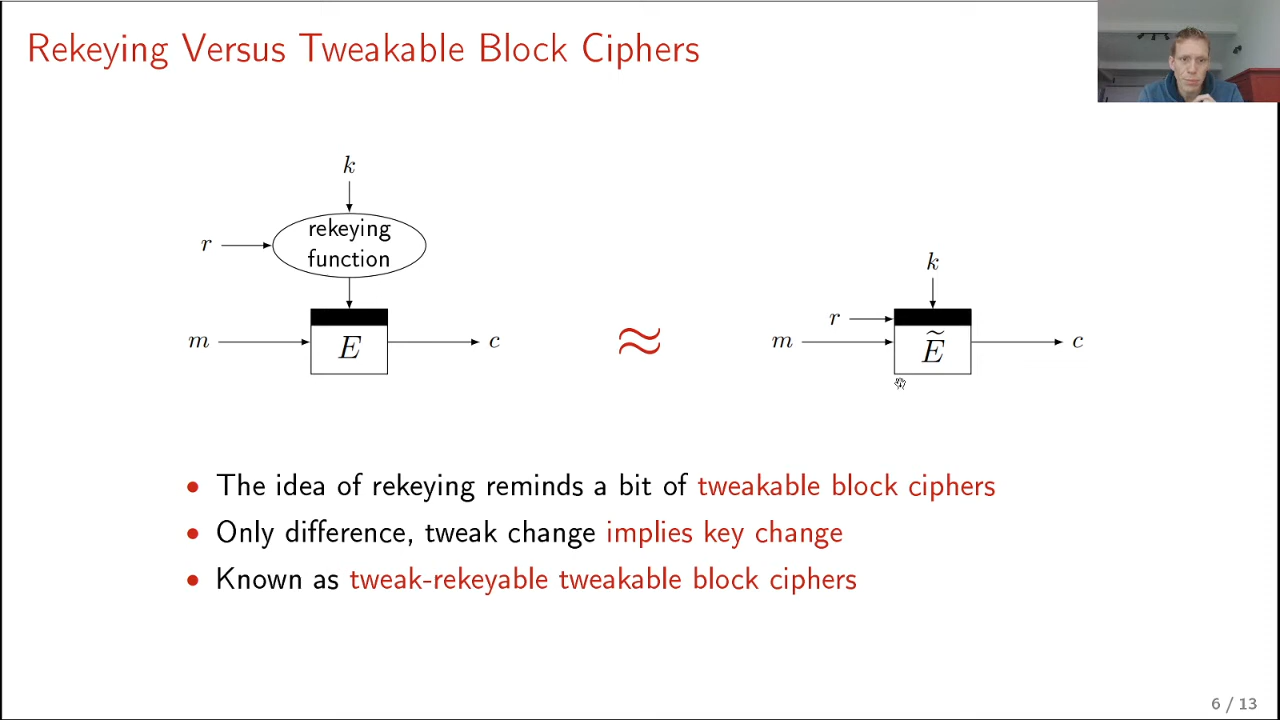 Rekeying Versus Tweakable Block Ciphers
k
r
rekeying
function
m
E
c
≈
k
r
m
Ẽ
c
• The idea of rekeying reminds a bit of tweakable block ciphers
• Only difference, tweak change implies key change
• Known as tweak-rekeyable tweakable block ciphers
6 / 13